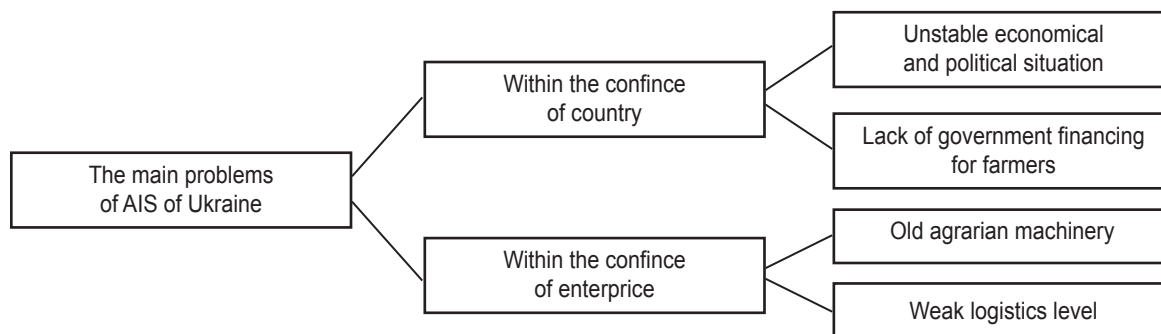 The main problems
of AIS of Ukraine
Within the confince
of country
Unstable economical
and political situation
Lack of government financing
for farmers
Within the confince
of enterprice
Old agrarian machinery
Weak logistics level